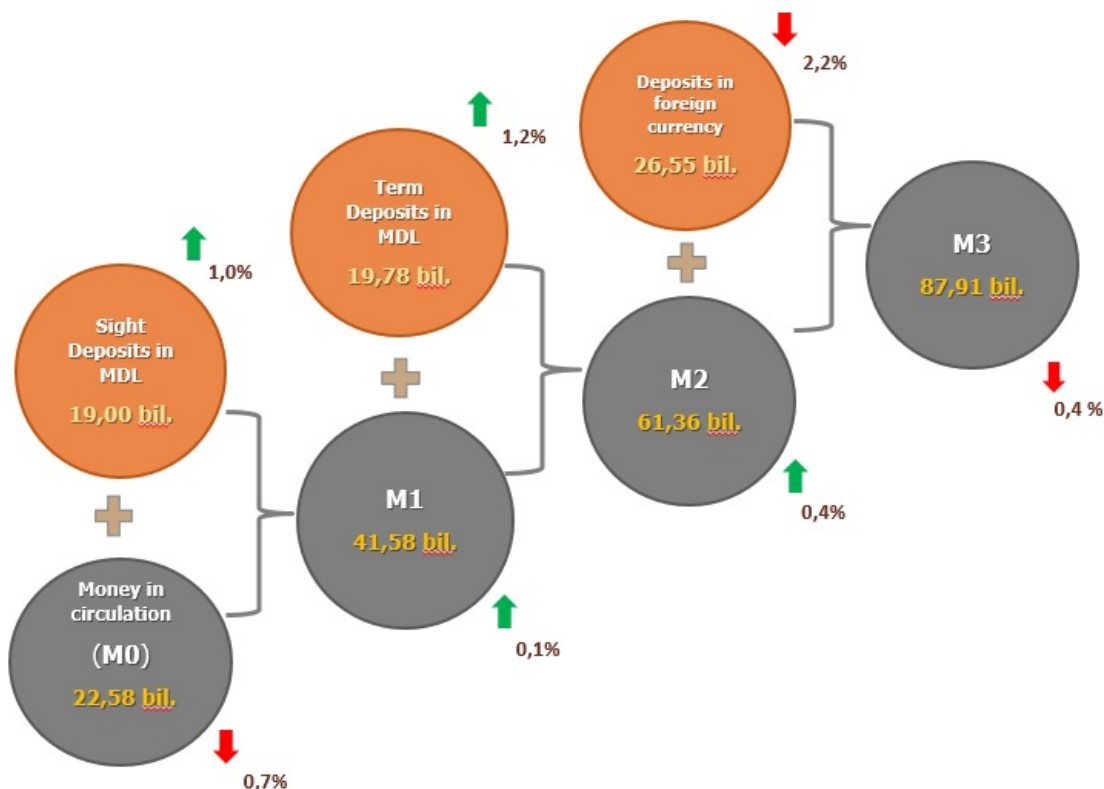 2,2%
Deposits in
foreign
currency
26,55 bil.
1,2%
Term
Deposits in
MDL
19,78 bil.
M3
87,91 bil.
0,4 %
1,0%
Sight
Deposits in
MDL
19,00 bil.
M2
61,36 bil.
0,4%
M1
41,58 bil.
0,1%
Money in
circulation
(M0)
22,58 bil.
0,7%